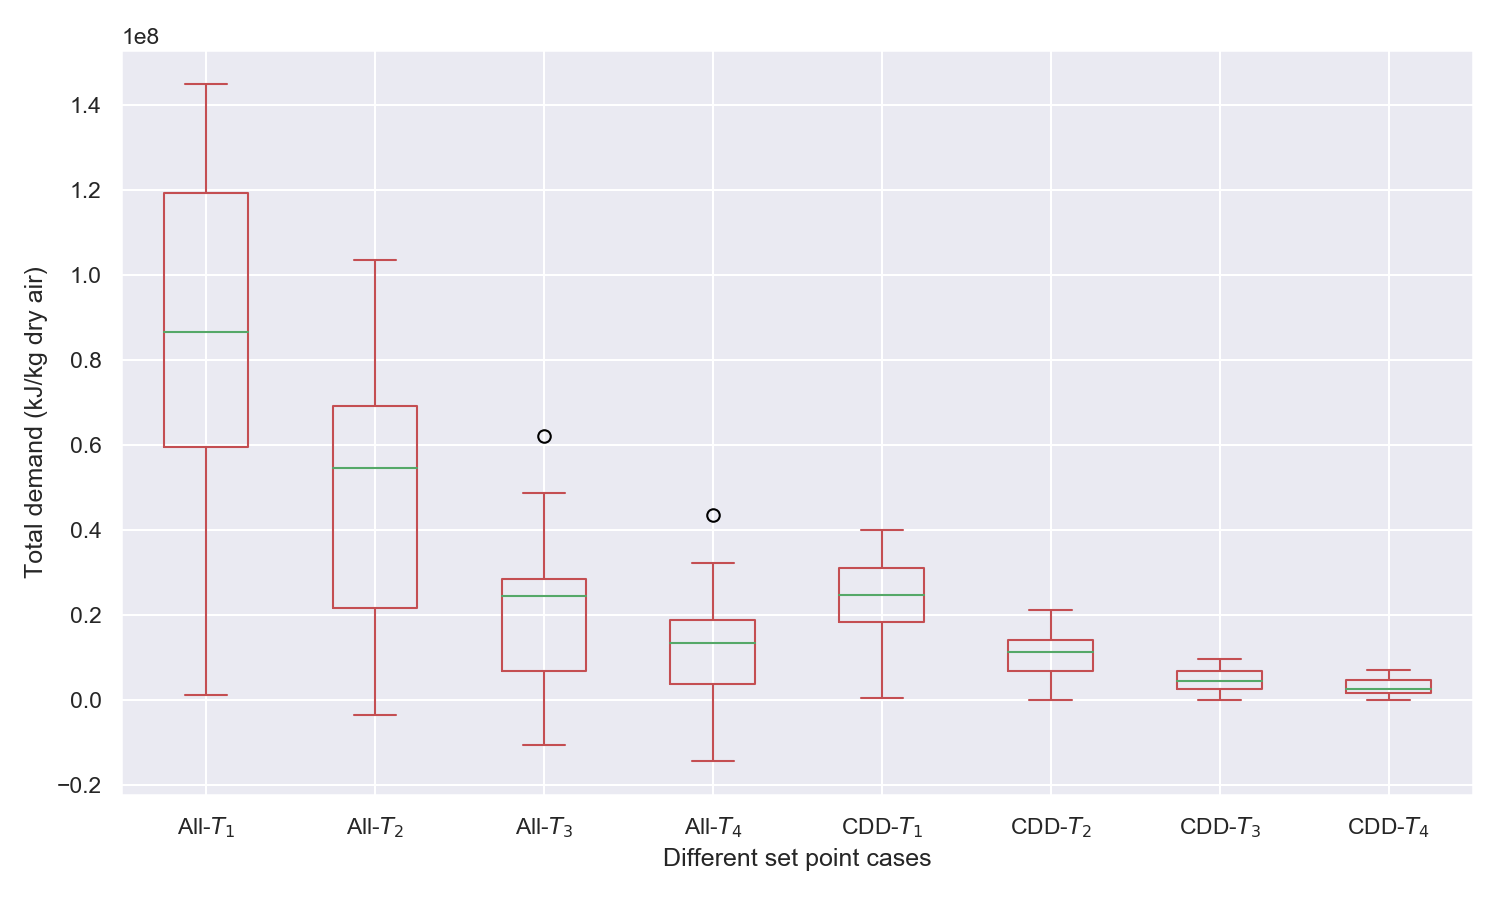 1e8
1.4
1.2
1.0
0.8
0.6
0.4
0.2
0.0
−0.2
Total demand (kJ/kg dry air)
All-T₁ All-T₂ All-T₃ All-T₄ CDD-T₁ CDD-T₂ CDD-T₃ CDD-T₄
Different set point cases